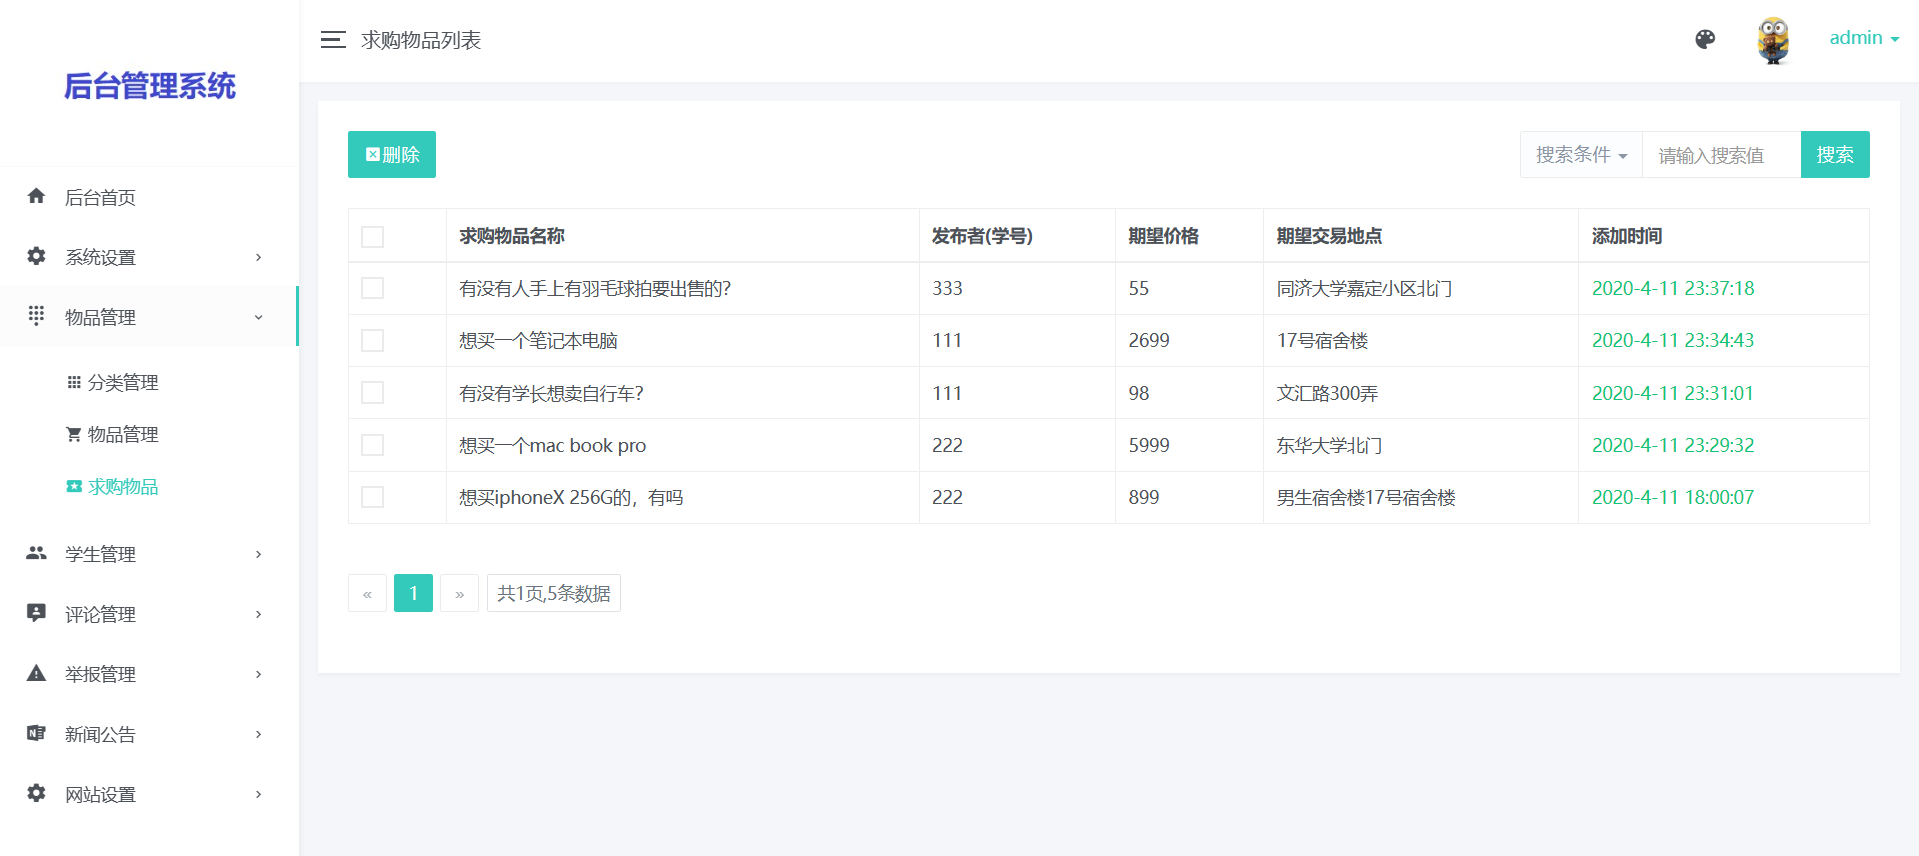 后台管理系统
求购物品列表
admin
后台首页
系统设置
物品管理
分类管理
物品管理
求购物品
学生管理
评论管理
举报管理
新闻公告
网站设置
删除
搜索条件 请输入搜索值 搜索
求购物品名称 发布者(学号) 期望价格 期望交易地点 添加时间
有没有人手上有羽毛球拍要出售的? 333 55 同济大学嘉定小区北门 2020-4-11 23:37:18
想买一个笔记本电脑 111 2699 17号宿舍楼 2020-4-11 23:34:43
有没有学长想卖自行车? 111 98 文汇路300弄 2020-4-11 23:31:01
想买一个mac book pro 222 5999 东华大学北门 2020-4-11 23:29:32
想买iphoneX 256G的，有吗 222 899 男生宿舍楼17号宿舍楼 2020-4-11 18:00:07
« 1 » 共1页,5条数据